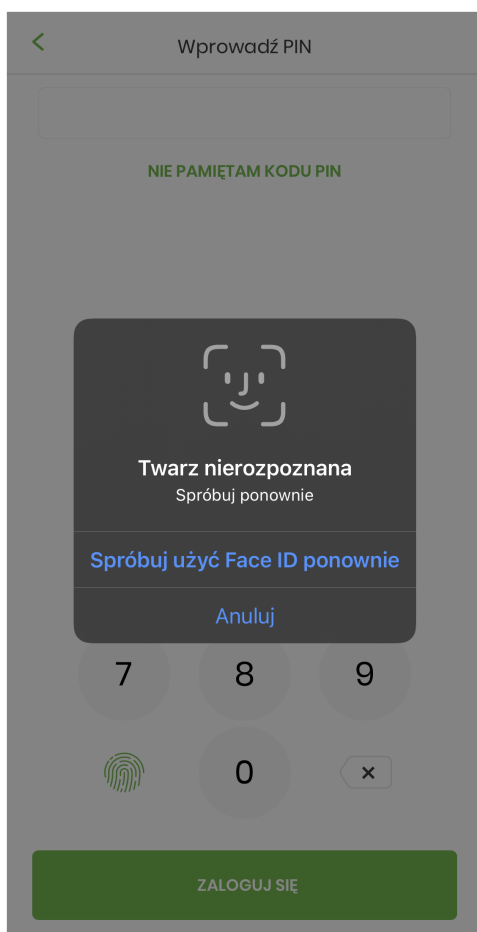 Wprowadź PIN
NIE PAMIĘTAM KODU PIN
Twarz nierozpoznana
Spróbuj ponownie
Spróbuj użyć Face ID ponownie
Anuluj
7 8 9
0
ZALOGUJ SIĘ